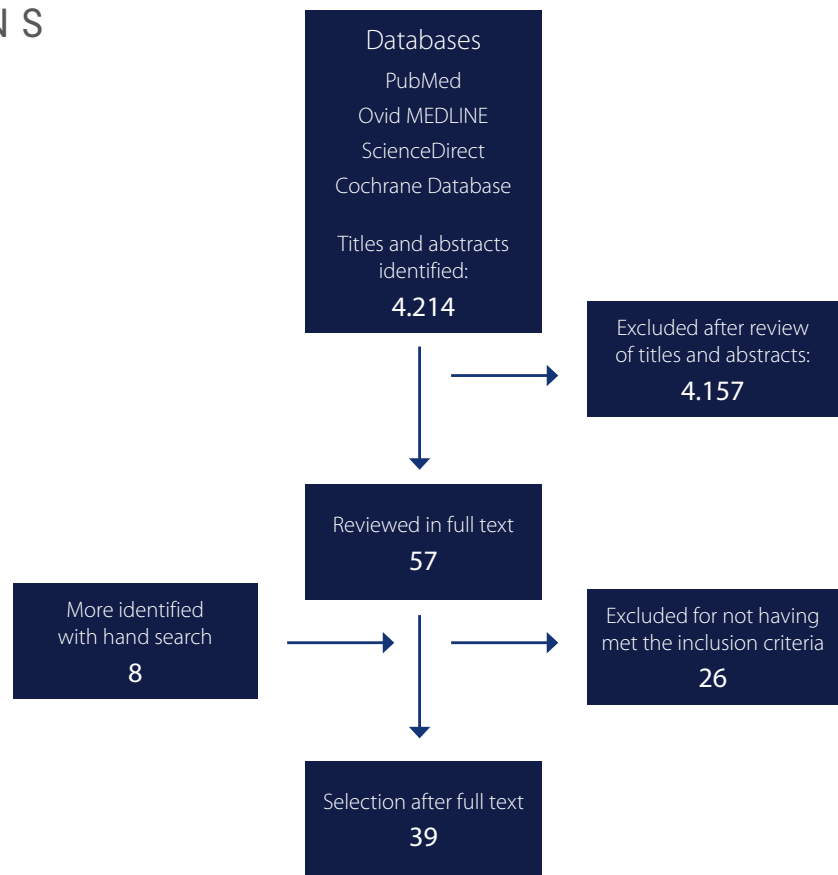 N S
Databases
PubMed
Ovid MEDLINE
ScienceDirect
Cochrane Database
Titles and abstracts
identified:
4.214
Excluded after review
of titles and abstracts:
4.157
Reviewed in full text
57
More identified
with hand search
8
Excluded for not having
met the inclusion criteria
26
Selection after full text
39